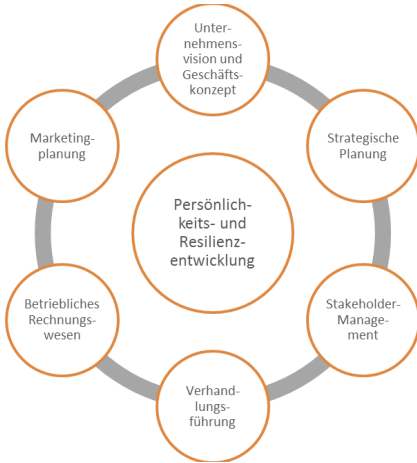 Unter-
nehmens-
vision und
Geschäfts-
konzept
Strategische
Planung
Stakeholder-
Manage-
ment
Verhand-
lungs-
führung
Betriebliches
Rechnungs-
wesen
Marketing-
planung
Persönlich-
keits- und
Resilienz-
entwicklung